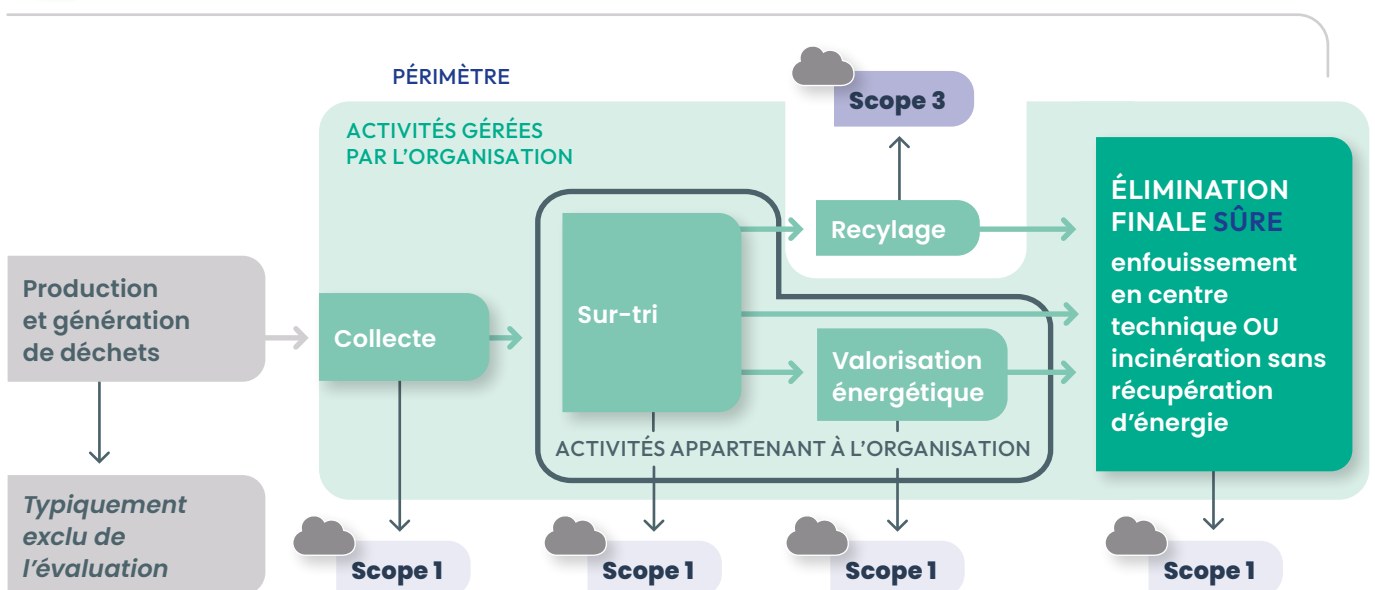 PÉRIMÈTRE
ACTIVITÉS GÉRÉES
PAR L'ORGANISATION
Scope 3
Production
et génération
de déchets
Collecte
Sur-tri
Recylage
Valorisation
énergétique
ACTIVITÉS APPARTENANT À L'ORGANISATION
ÉLIMINATION
FINALE SÛRE
enfouissement
en centre
technique OU
incinération sans
récupération
d'énergie
Typiquement
exclu de
l'évaluation
Scope 1
Scope 1
Scope 1
Scope 1